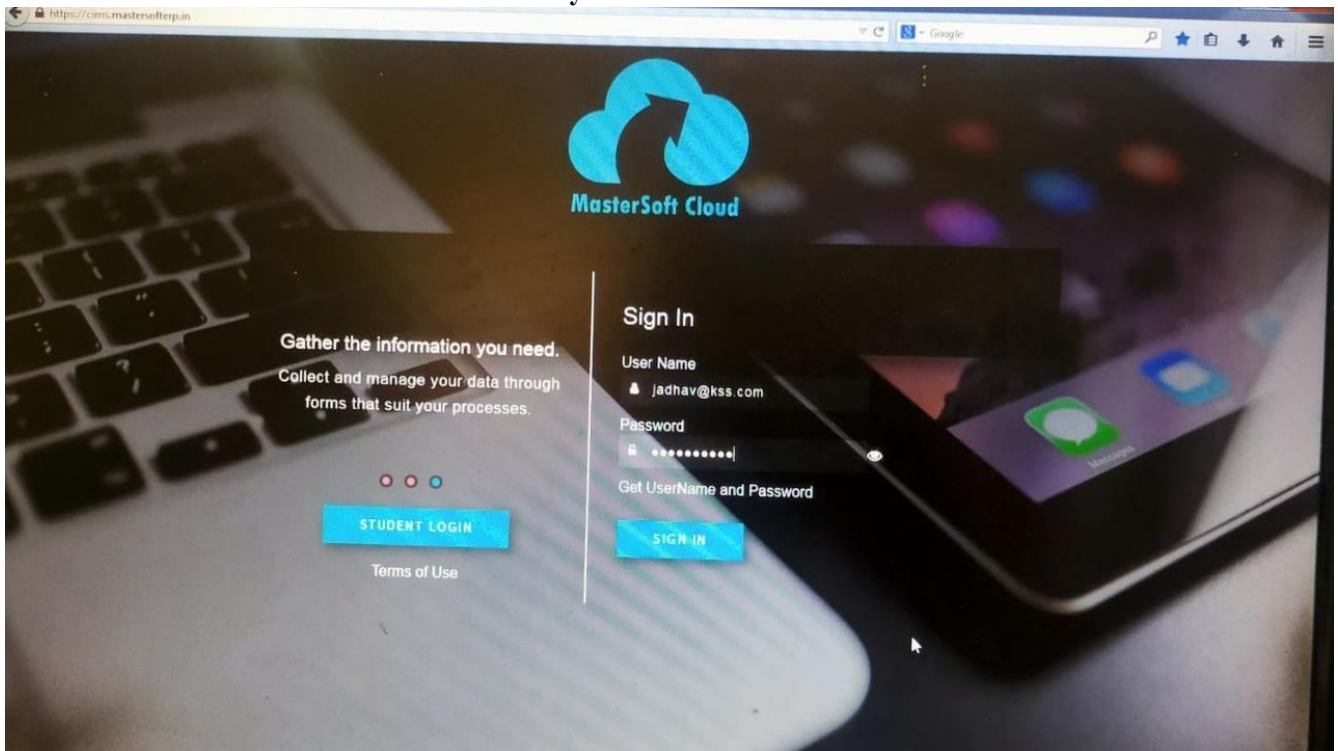 https://cims.mastersofterp.in
Google
MasterSoft Cloud
Gather the information you need.
Collect and manage your data through
forms that suit your processes.
STUDENT LOGIN
Terms of Use
Sign In
User Name
jadhav@kss.com
Password
••••••••••
Get UserName and Password
SIGN IN
Messages